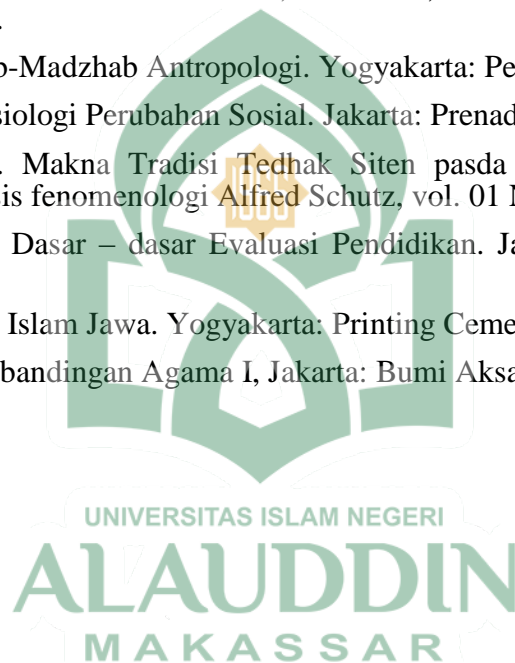 .
b-Madzhab Antropologi. Yogyakarta: Pe
siologi Perubahan Sosial. Jakarta: Prenad
. Makna Tradisi Tedhak Siten pasda
sis fenomenologi Alfred Schutz, vol. 01 N
Dasar – dasar Evaluasi Pendidikan. Ja
Islam Jawa. Yogyakarta: Printing Ceme
bandingan Agama I, Jakarta: Bumi Aksa
UNIVERSITAS ISLAM NEGERI
ALAUDDIN
MAKASSAR